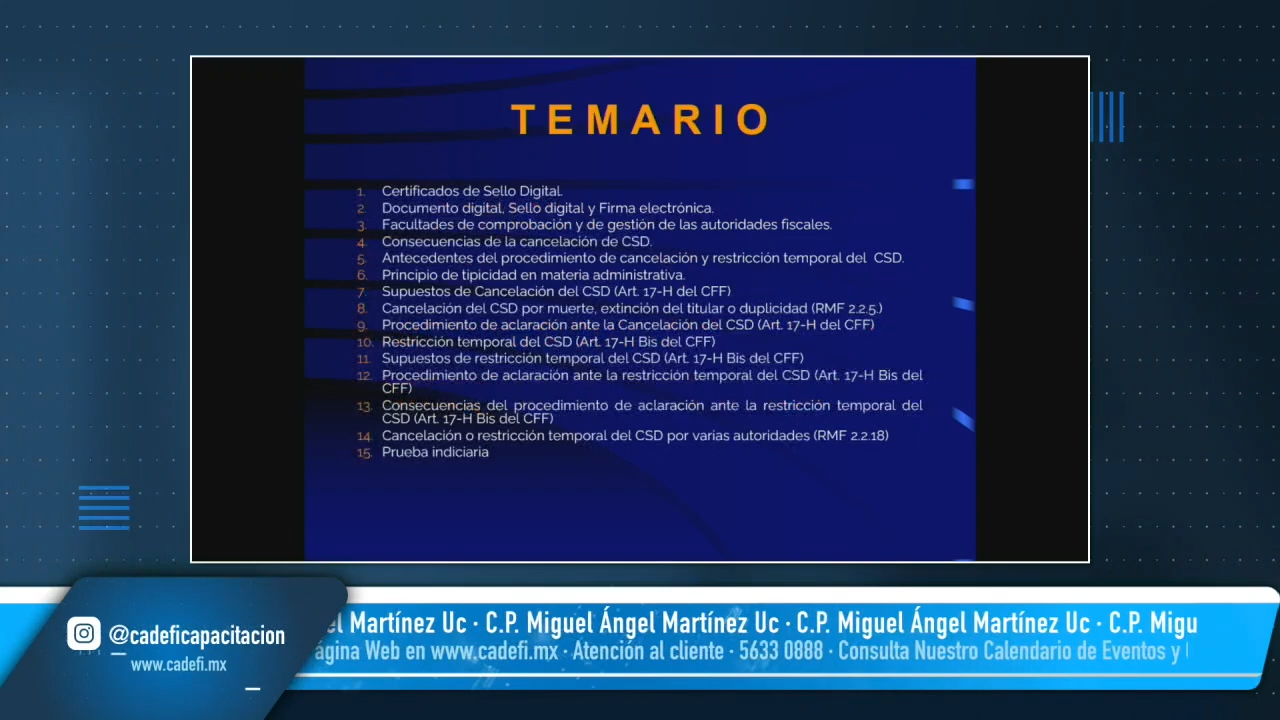 TEMARIO
1. Certificados de Sello Digital.
2. Documento digital, Sello digital y Firma electrónica.
3. Facultades de comprobación y de gestión de las autoridades fiscales.
4. Consecuencias de la cancelación de CSD.
5. Antecedentes del procedimiento de cancelación y restricción temporal del CSD.
6. Principio de tipicidad en materia administrativa.
7. Supuestos de Cancelación del CSD (Art. 17-H del CFF)
8. Cancelación del CSD por muerte, extinción del titular o duplicidad (RMF 2.2.5.)
9. Procedimiento de aclaración ante la Cancelación del CSD (Art. 17-H del CFF)
10. Restricción temporal del CSD (Art. 17-H Bis del CFF)
11. Supuestos de restricción temporal del CSD (Art. 17-H Bis del CFF)
12. Procedimiento de aclaración ante la restricción temporal del CSD (Art. 17-H Bis del
CFF)
13. Consecuencias del procedimiento de aclaración ante la restricción temporal del
CSD (Art. 17-H Bis del CFF)
14. Cancelación o restricción temporal del CSD por varias autoridades (RMF 2.2.18)
15. Prueba indiciaria
el Martínez Uc · C.P. Miguel Ángel Martínez Uc · C.P. Miguel Ángel Martínez Uc · C.P. Migu
ágina Web en www.cadefi.mx · Atención al cliente · 5633 0888 · Consulta Nuestro Calendario de Eventos y
@cadeficapacitacion
www.cadefi.mx